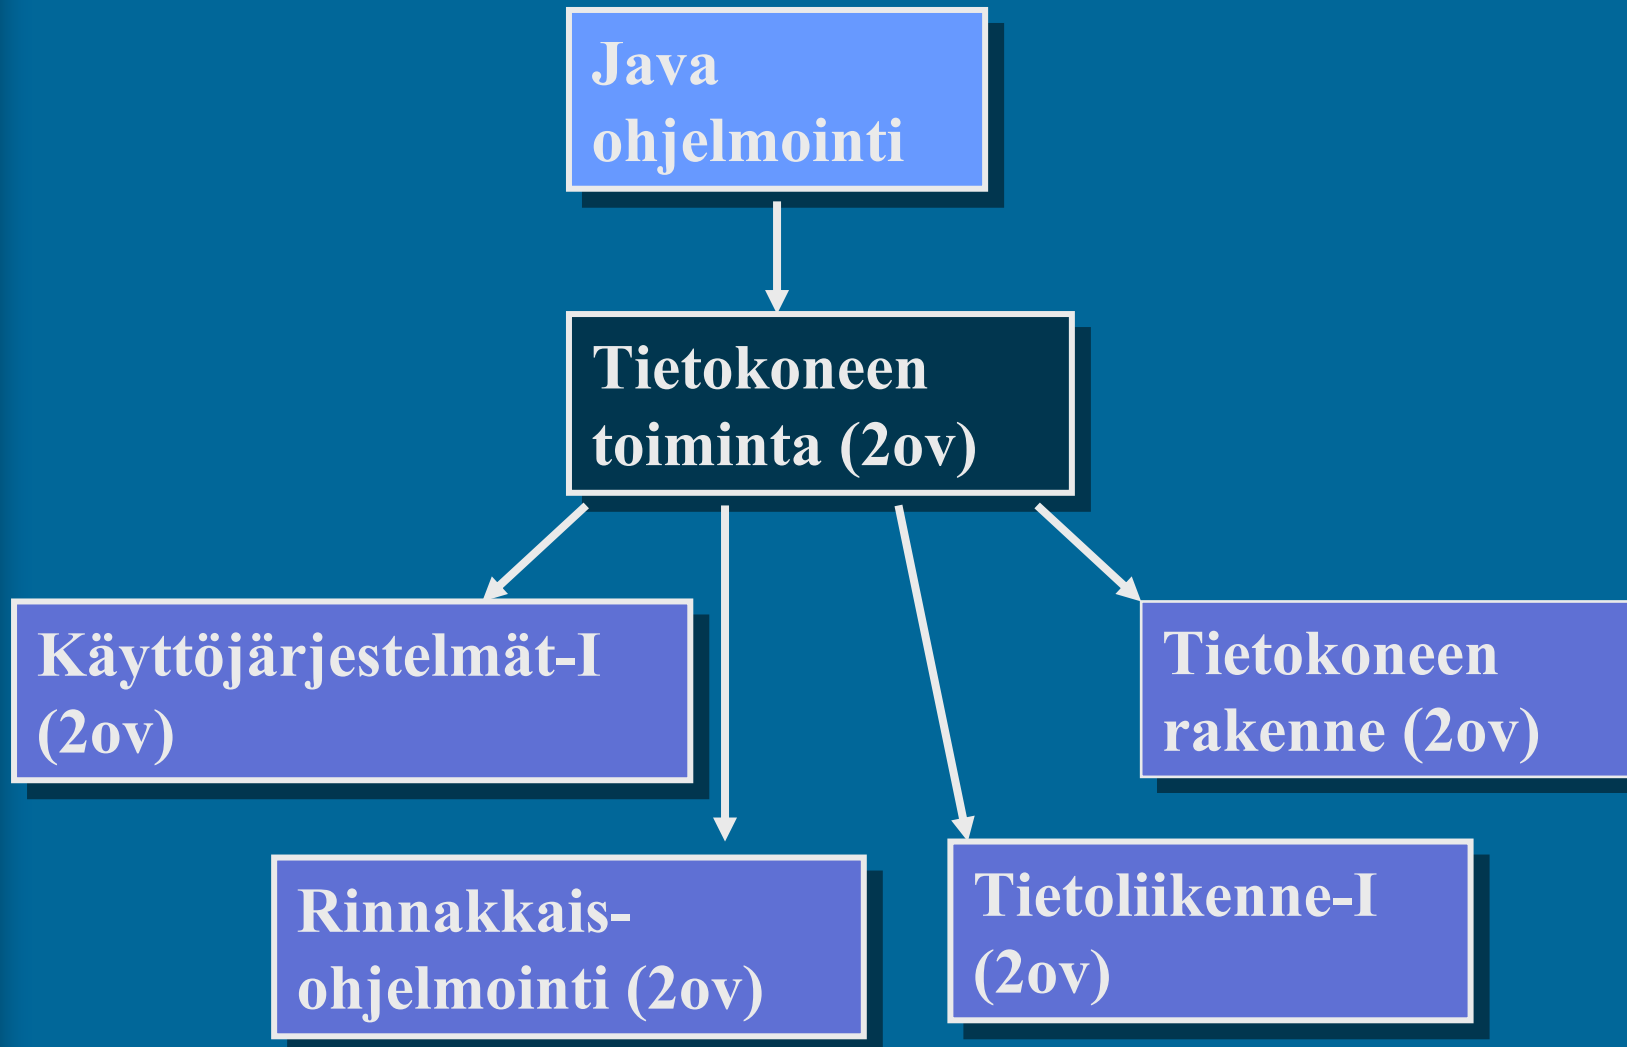 Java
ohjelmointi
Tietokoneen
toiminta (2ov)
Käyttöjärjestelmät-I
(2ov)
Tietokoneen
rakenne (2ov)
Rinnakkais-
ohjelmointi (2ov)
Tietoliikenne-I
(2ov)